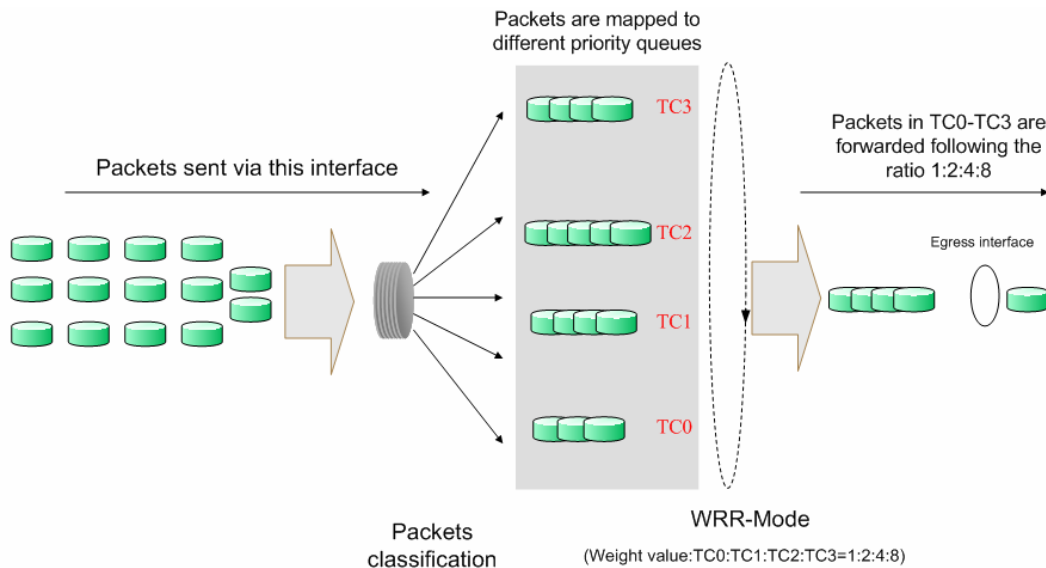 Packets are mapped to
different priority queues
TC3
Packets in TC0-TC3 are
forwarded following the
ratio 1:2:4:8
Packets sent via this interface
TC2
Egress interface
TC1
TC0
Packets
classification
WRR-Mode
(Weight value:TC0:TC1:TC2:TC3=1:2:4:8)